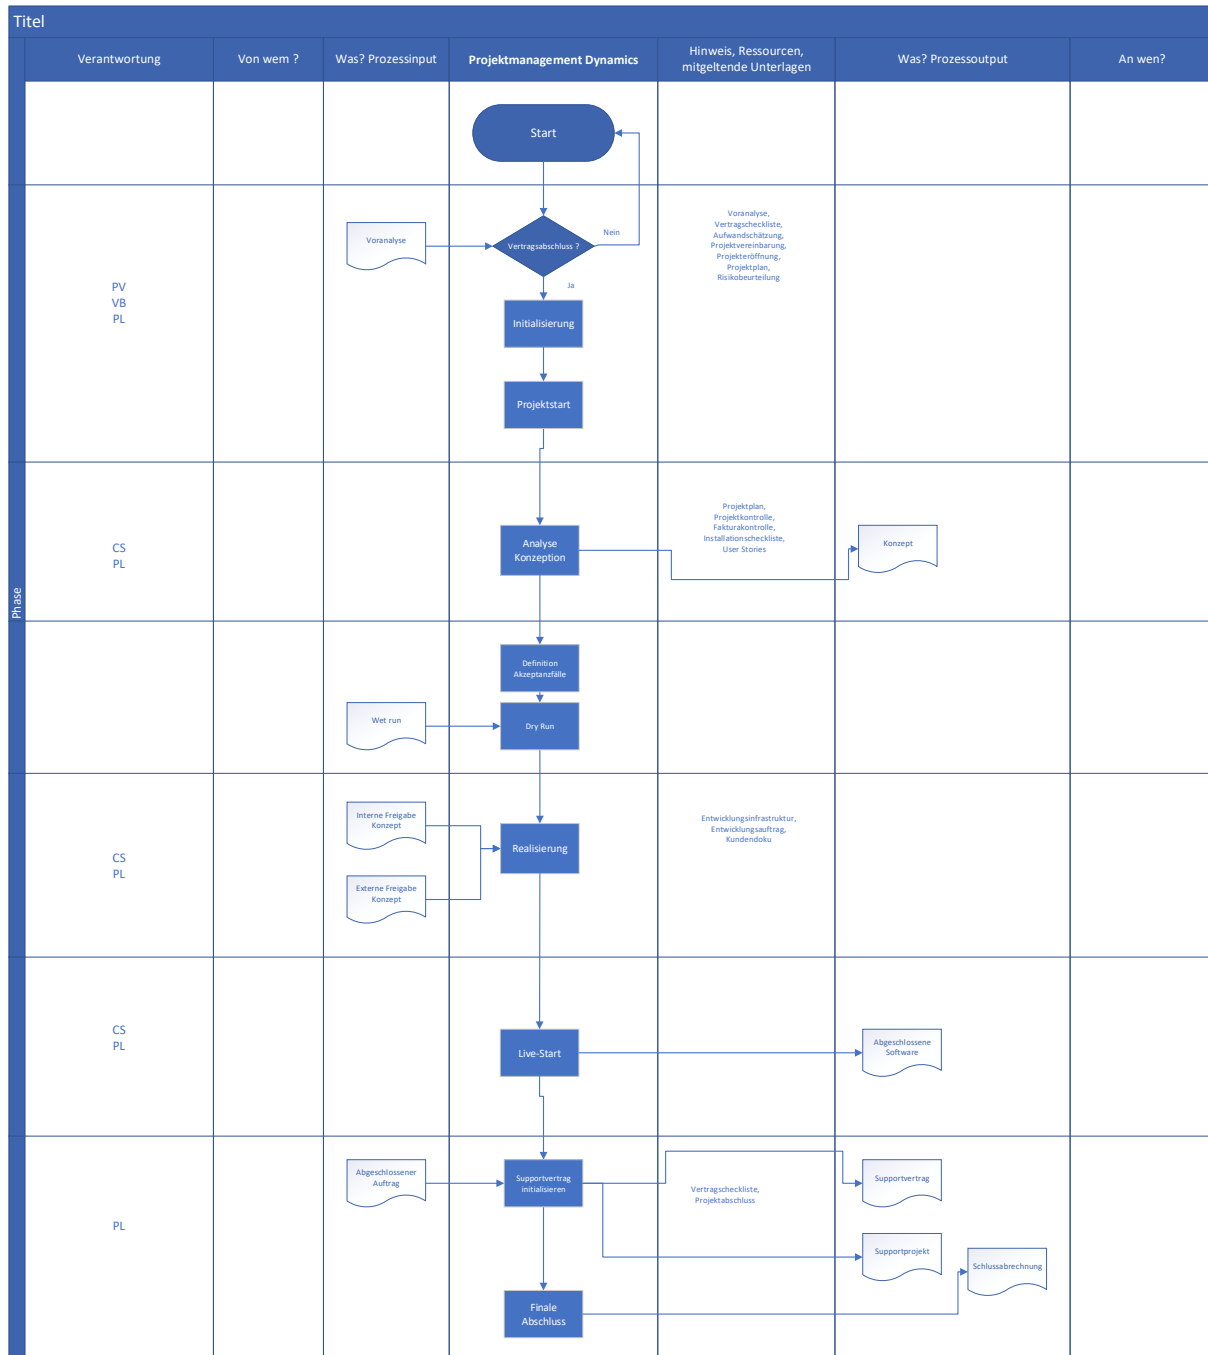 Titel
Verantwortung
Von wem ?
Was? Prozessinput
Projektmanagement Dynamics
Hinweis, Ressourcen,
mitgeltende Unterlagen
Was? Prozessoutput
An wen?
Phase
Start
PV
VB
PL
Voranalyse
Vertragsabschluss ?
Nein
Ja
Voranalyse,
Vertragscheckliste,
Aufwandschätzung,
Projektvereinbarung,
Projekteröffnung,
Projektplan,
Risikobeurteilung
Initialisierung
Projektstart
CS
PL
Analyse
Konzeption
Projektplan,
Projektkontrolle,
Fakturakontrolle,
Installationscheckliste,
User Stories
Konzept
Definition
Akzeptanzfälle
Wet run
Dry Run
CS
PL
Interne Freigabe
Konzept
Externe Freigabe
Konzept
Realisierung
Entwicklungsinfrastruktur,
Entwicklungsauftrag,
Kundendoku
CS
PL
Live-Start
Abgeschlossene
Software
PL
Abgeschlossener
Auftrag
Supportvertrag
initialisieren
Vertragscheckliste,
Projektabschluss
Supportvertrag
Supportprojekt
Schlussabrechnung
Finale
Abschluss